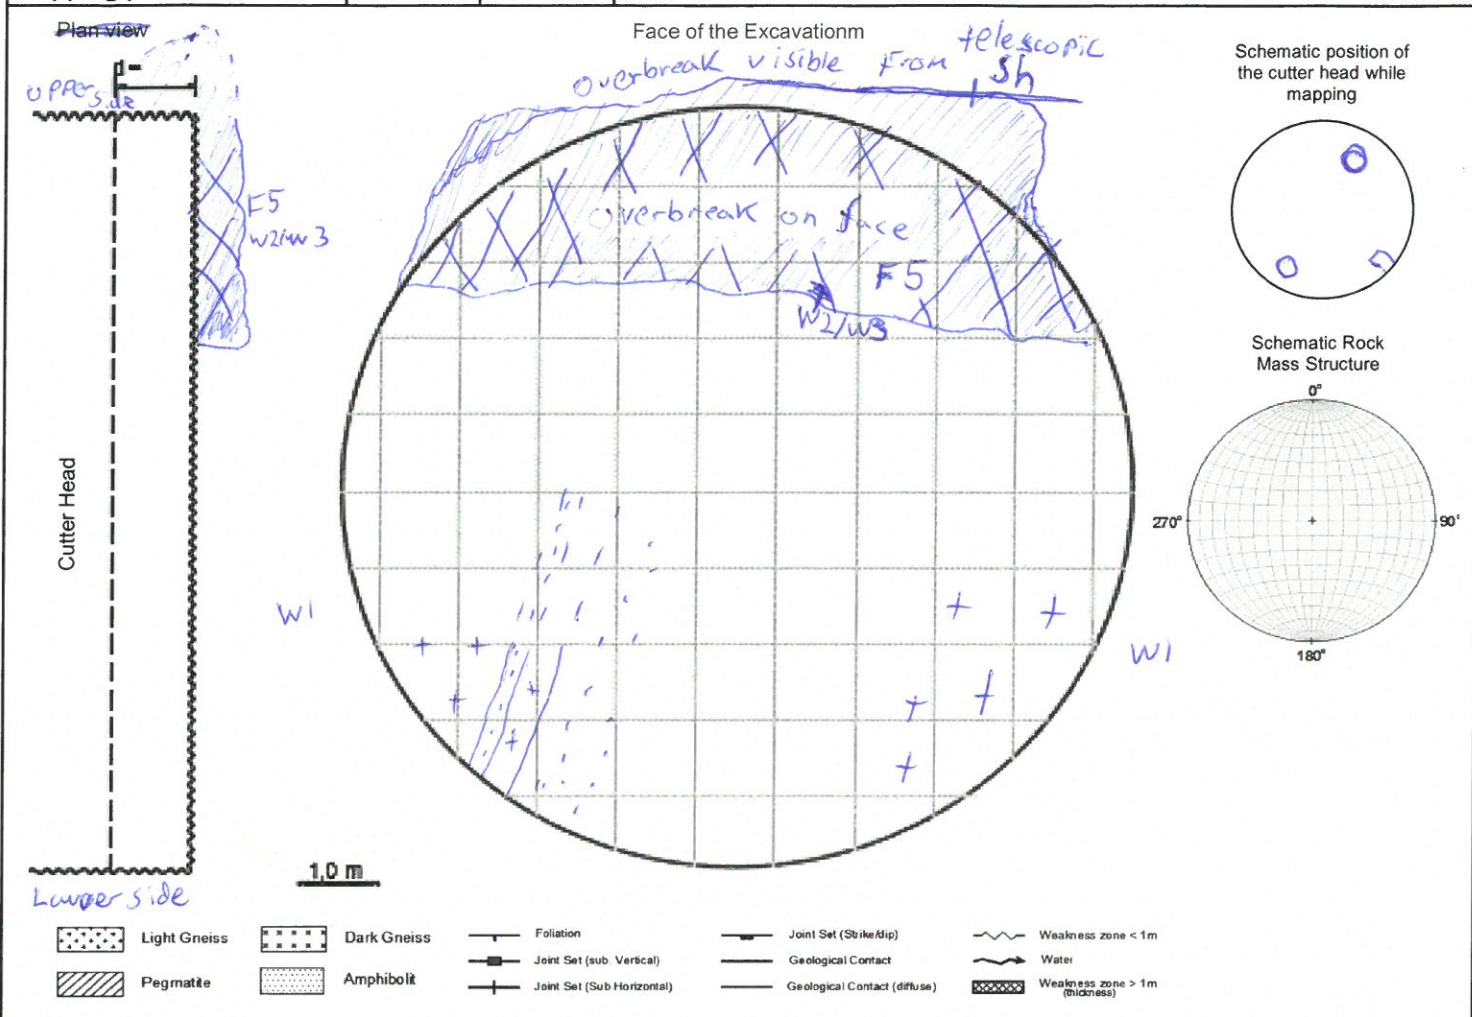 Plan view
Face of the Excavationm
overbreak visible From telescopic
Sh
Schematic position of
the cutter head while
mapping
upper side
F5
w2/w3
overbreak on face
F5
W2/W3
Schematic Rock
Mass Structure
0°
270°
90°
180°
Cutter Head
W1
W1
1,0 m
Lower side
Light Gneiss
Dark Gneiss
Foliation
Joint Set (Strike/dip)
Weakness zone < 1m
Joint Set (sub. Vertical)
Geological Contact
Water
Pegmatite
Amphibolit
Joint Set (Sub Horizontal)
Geological Contact (diffuse)
Weakness zone > 1m
(thickness)